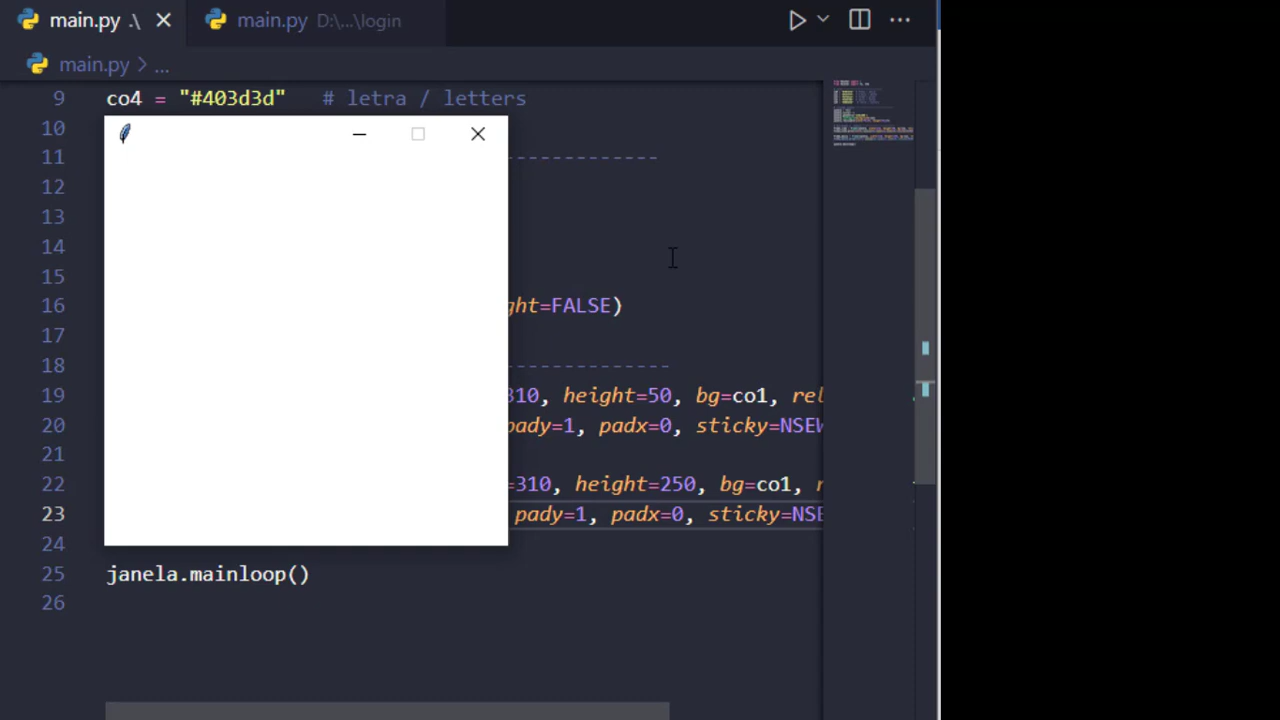 main.py .\ main.py D:\...\login
main.py > ...
9 co4 = "#403d3d" # letra / letters
10
11 -------------
12
13
14
15
16 ght=FALSE)
17
18 --------------
19 310, height=50, bg=co1, rel
20 pady=1, padx=0, sticky=NSEW
21
22 =310, height=250, bg=co1, r
23 pady=1, padx=0, sticky=NSE
24
25 janela.mainloop()
26